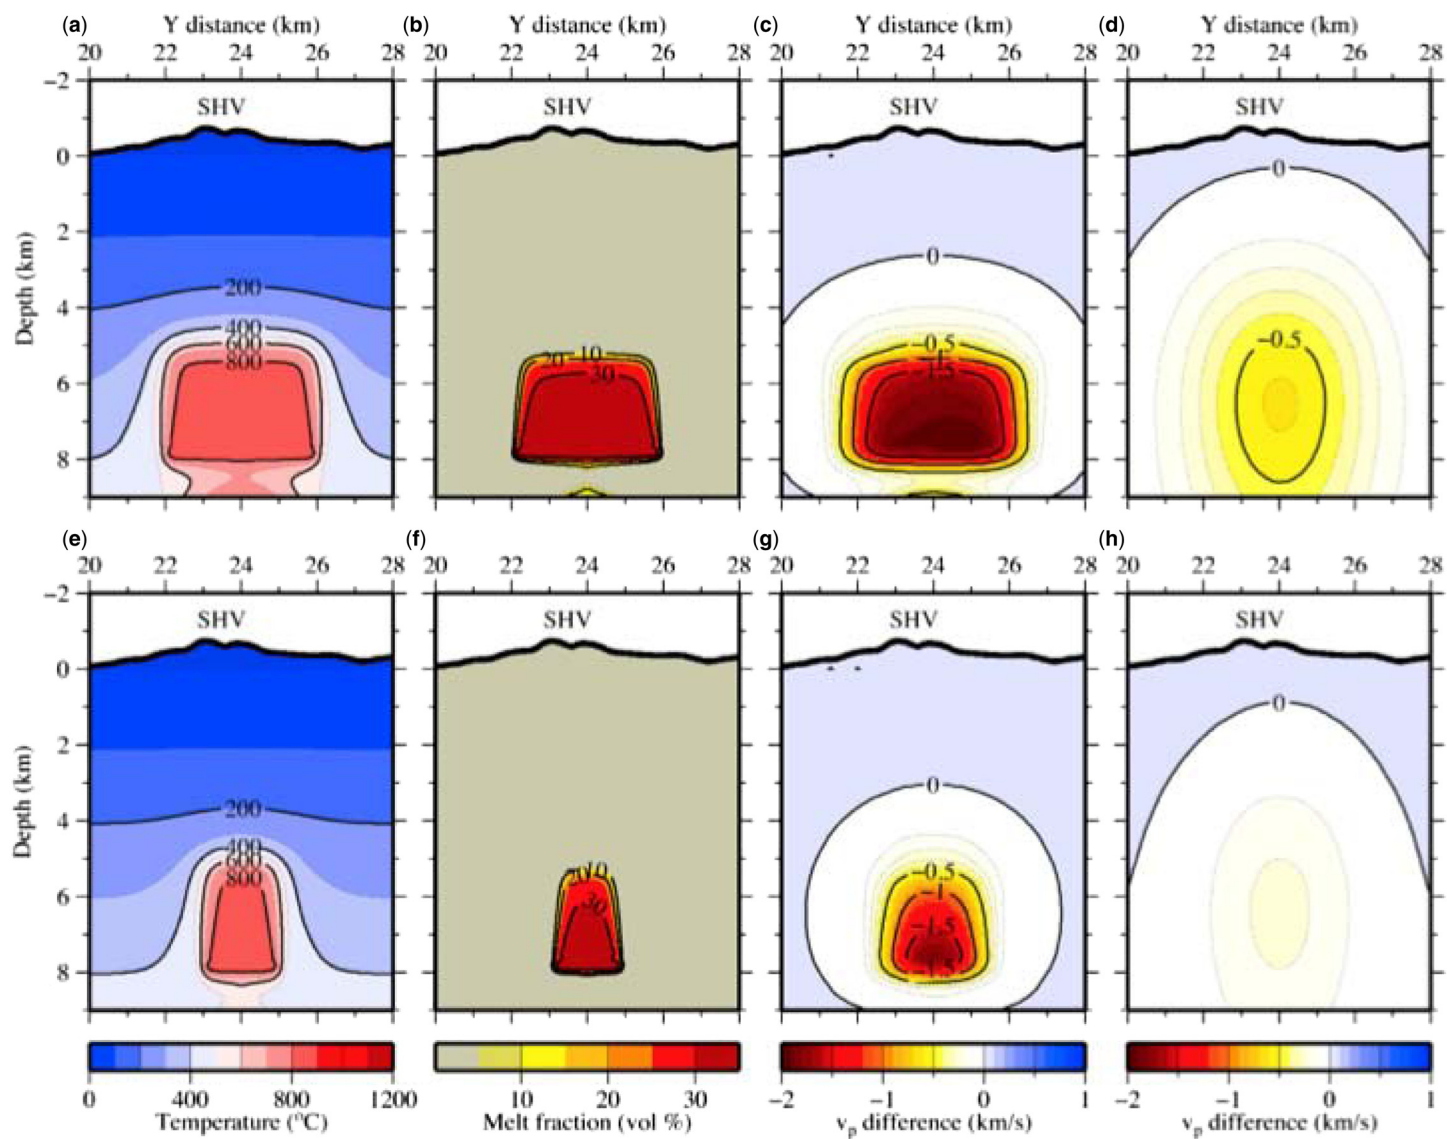 (a) Y distance (km) (b) Y distance (km) (c) Y distance (km) (d) Y distance (km)
20 22 24 26 28 20 22 24 26 28 20 22 24 26 28 20 22 24 26 28
−2
SHV SHV SHV SHV
0
0
2
0
200
4
−0.5
400 −0.5
600 20 10 −1
800 30 −1.5
6
8
Depth (km)
(e) (f) (g) (h)
20 22 24 26 28 20 22 24 26 28 20 22 24 26 28 20 22 24 26 28
−2
SHV SHV SHV SHV
0
0
2
0
200
4
400
600 20 10 −0.5
800 −1
6
30
−1.5
8 −1.5
Depth (km)
0 400 800 1200 10 20 30 −2 −1 0 1 −2 −1 0 1
Temperature (°C) Melt fraction (vol %) vp difference (km/s) vp difference (km/s)